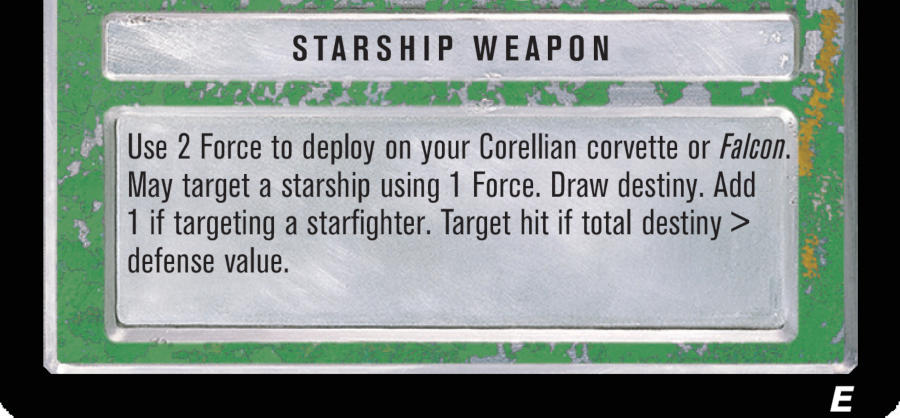 STARSHIP WEAPON
Use 2 Force to deploy on your Corellian corvette or Falcon.
May target a starship using 1 Force. Draw destiny. Add
1 if targeting a starfighter. Target hit if total destiny >
defense value.
E